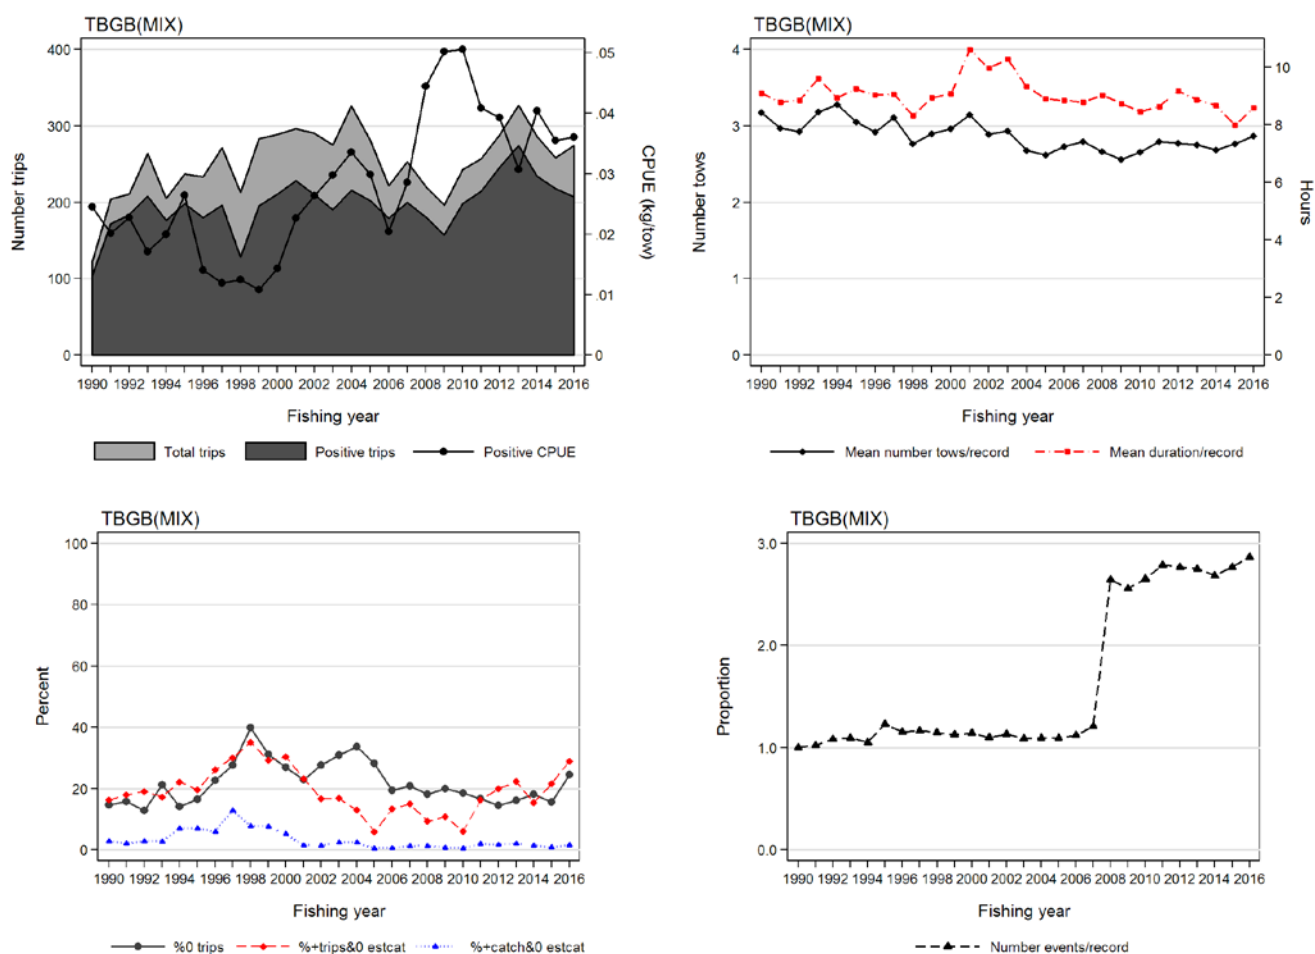 TBGB(MIX)
400
300
200
100
0
Number trips
.05
.04
.03
.02
.01
0
CPUE (kg/tow)
1990 1992 1994 1996 1998 2000 2002 2004 2006 2008 2010 2012 2014 2016
Fishing year
Total trips Positive trips Positive CPUE
TBGB(MIX)
4
3
2
1
0
Number tows
10
8
6
4
2
0
Hours
1990 1992 1994 1996 1998 2000 2002 2004 2006 2008 2010 2012 2014 2016
Fishing year
Mean number tows/record Mean duration/record
TBGB(MIX)
100
80
60
40
20
0
Percent
1990 1992 1994 1996 1998 2000 2002 2004 2006 2008 2010 2012 2014 2016
Fishing year
%0 trips %+trips&0 estcat %+catch&0 estcat
TBGB(MIX)
3.0
2.0
1.0
0.0
Proportion
1990 1992 1994 1996 1998 2000 2002 2004 2006 2008 2010 2012 2014 2016
Fishing year
Number events/record